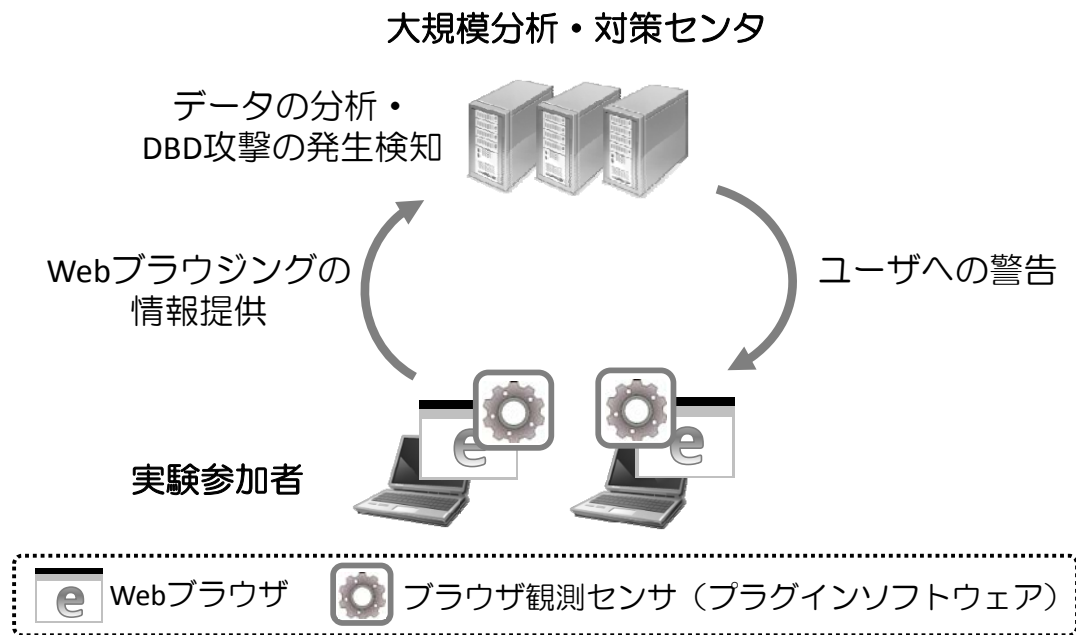 大規模分析・対策センタ
データの分析・
DBD攻撃の発生検知
Webブラウジングの
情報提供
ユーザへの警告
実験参加者
Webブラウザ
ブラウザ観測センサ（プラグインソフトウェア）